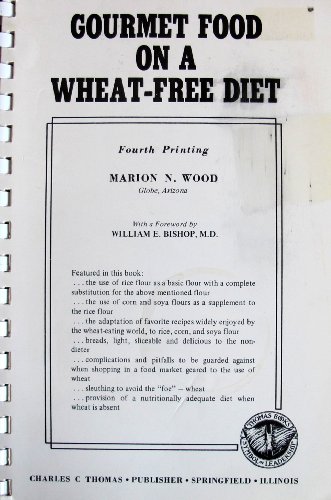 GOURMET FOOD
ON A
WHEAT-FREE DIET
Fourth Printing
MARION N. WOOD
Globe, Arizona
With a Foreword by
WILLIAM E. BISHOP, M.D.
Featured in this book:
. . . the use of rice flour as a basic flour with a complete
substitution for the above mentioned flour
. . . the use of corn and soya flours as a supplement to
the rice flour
. . . the adaptation of favorite recipes widely enjoyed by
the wheat-eating world, to rice, corn, and soya flour
. . . breads, light, sliceable and delicious to the non-
dieter
. . . complications and pitfalls to be guarded against
when shopping in a food market geared to the use of
wheat
. . . sleuthing to avoid the "foe" – wheat
. . . provision of a nutritionally adequate diet when
wheat is absent
THOMAS BOOKS
SYMBOL OF LEADERSHIP
CHARLES C THOMAS • PUBLISHER • SPRINGFIELD • ILLINOIS